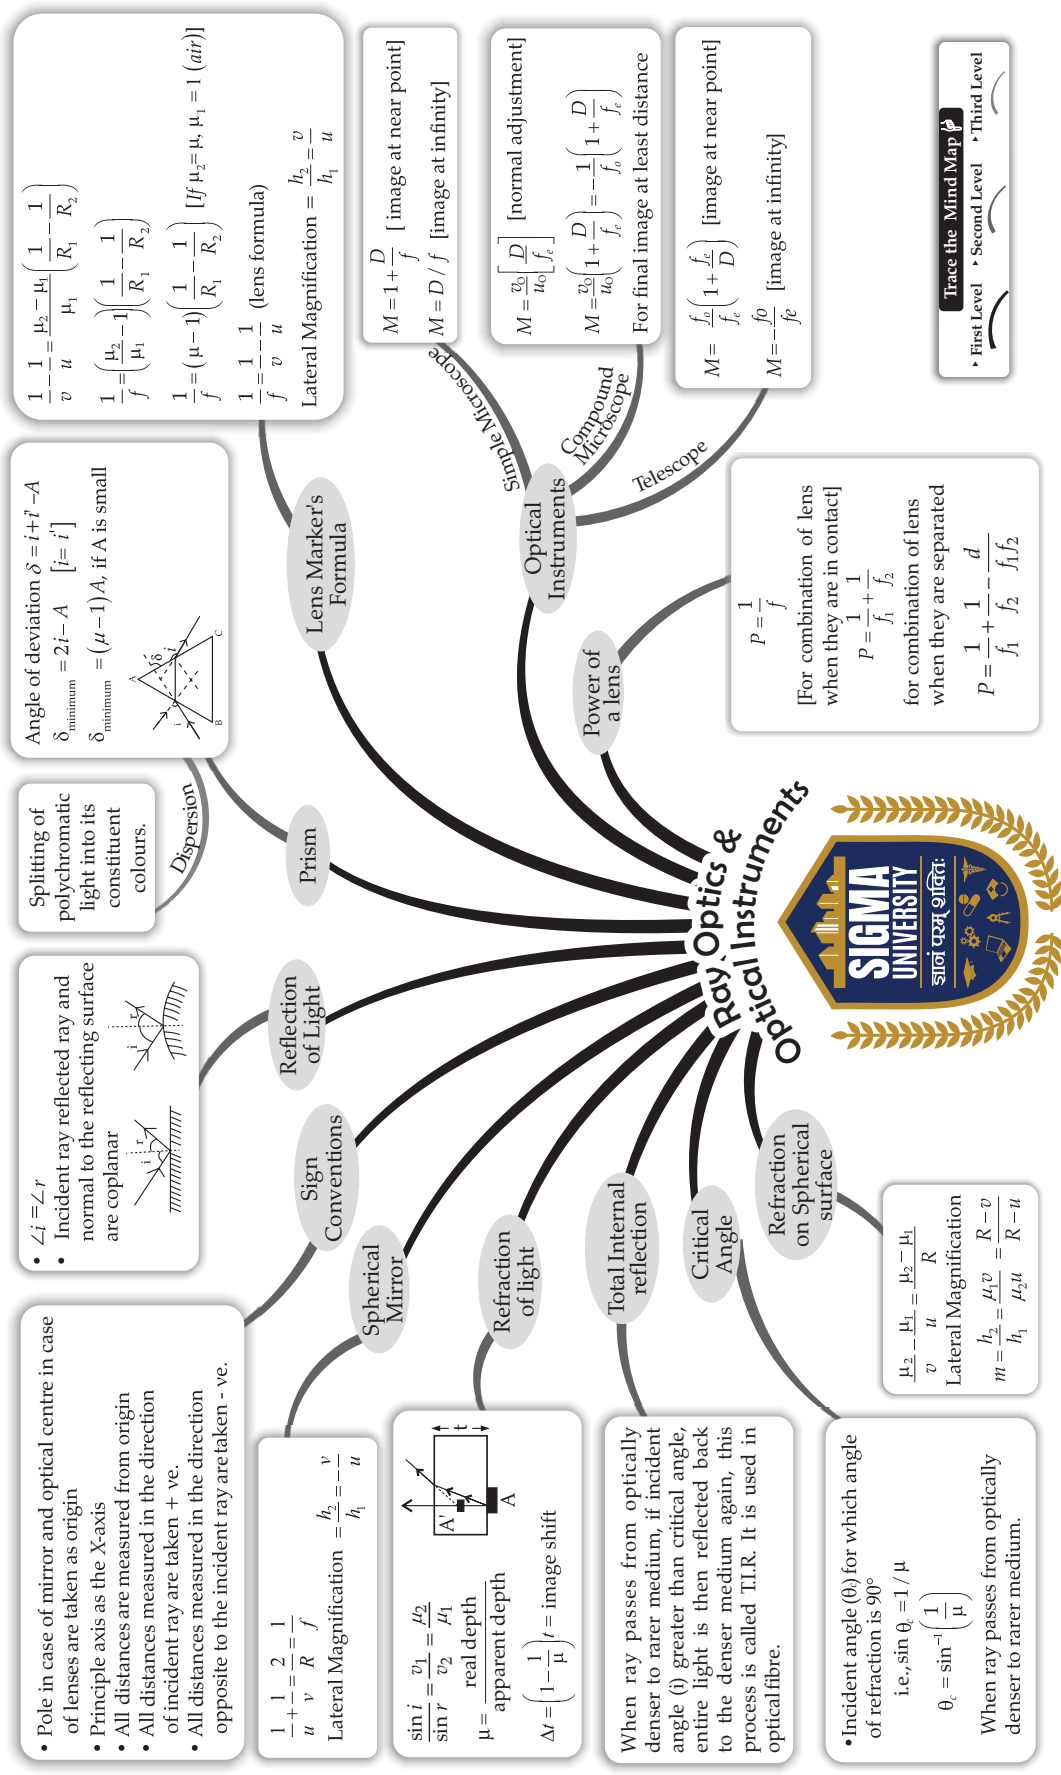 Ray Optics &
Optical Instruments
SIGMA
UNIVERSITY
ज्ञानं परम् शक्ति:
Sign
Conventions
• Pole in case of mirror and optical centre in case
of lenses are taken as origin
• Principle axis as the X-axis
• All distances are measured from origin
• All distances measured in the direction
of incident ray are taken + ve.
• All distances measured in the direction
opposite to the incident ray are taken - ve.
Spherical
Mirror
1/u + 1/v = 2/R = 1/f
Lateral Magnification = h₂/h₁ = -v/u
Refraction
of light
sin i / sin r = v₁/v₂ = μ₂/μ₁
μ = real depth / apparent depth
Δt = (1 - 1/μ) t = image shift
A'
A
t
Total Internal
reflection
When ray passes from optically
denser to rarer medium, if incident
angle (i) greater than critical angle,
entire light is then reflected back
to the denser medium again, this
process is called T.I.R. It is used in
optical fibre.
Critical
Angle
• Incident angle (θc) for which angle
of refraction is 90°
i.e., sin θc = 1 / μ
θc = sin⁻¹ (1/μ)
When ray passes from optically
denser to rarer medium.
Refraction
on Spherical
surface
μ₂/v - μ₁/u = μ₂ - μ₁ / R
Lateral Magnification
m = h₂/h₁ = μ₁v/μ₂u = R - v / R - u
Reflection
of Light
• ∠i = ∠r
• Incident ray reflected ray and
normal to the reflecting surface
are coplanar
i
r
i
r
Prism
Dispersion
Splitting of
polychromatic
light into its
constituent
colours.
Angle of deviation δ = i + i' - A
δminimum = 2i - A [i = i']
δminimum = (μ - 1) A, if A is small
A
δ
i
i'
B
C
Lens Marker's
Formula
1/v - 1/u = μ₂ - μ₁ / μ₁ (1/R₁ - 1/R₂)
1/f = (μ₂/μ₁ - 1)(1/R₁ - 1/R₂)
1/f = (μ - 1)(1/R₁ - 1/R₂) [If μ₂ = μ, μ₁ = 1 (air)]
1/f = 1/v - 1/u (lens formula)
Lateral Magnification = h₂/h₁ = v/u
Optical
Instruments
Simple Microscope
M = 1 + D/f [image at near point]
M = D / f [image at infinity]
Compound
Microscope
M = vₒ/uₒ [D/fₑ] [normal adjustment]
M = vₒ/uₒ (1 + D/fₑ) = - 1/fₒ (1 + D/fₑ)
For final image at least distance
Telescope
M = fₒ/fₑ (1 + fₑ/D) [image at near point]
M = - fo/fe [image at infinity]
Power of
a lens
P = 1/f
[For combination of lens
when they are in contact]
P = 1/f₁ + 1/f₂
for combination of lens
when they are separated
P = 1/f₁ + 1/f₂ - d/f₁f₂
Trace the Mind Map
▸ First Level ▸ Second Level ▸ Third Level